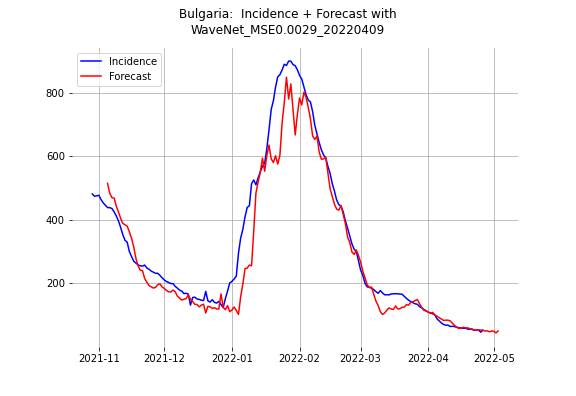 Bulgaria:  Incidence + Forecast with
WaveNet_MSE0.0029_20220409
Incidence
Forecast
800
600
400
200
2021-11
2021-12
2022-01
2022-02
2022-03
2022-04
2022-05